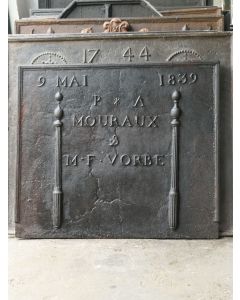 17 44
9 MAI 1839
P & A
MOURAUX
&
M·F·VORBE